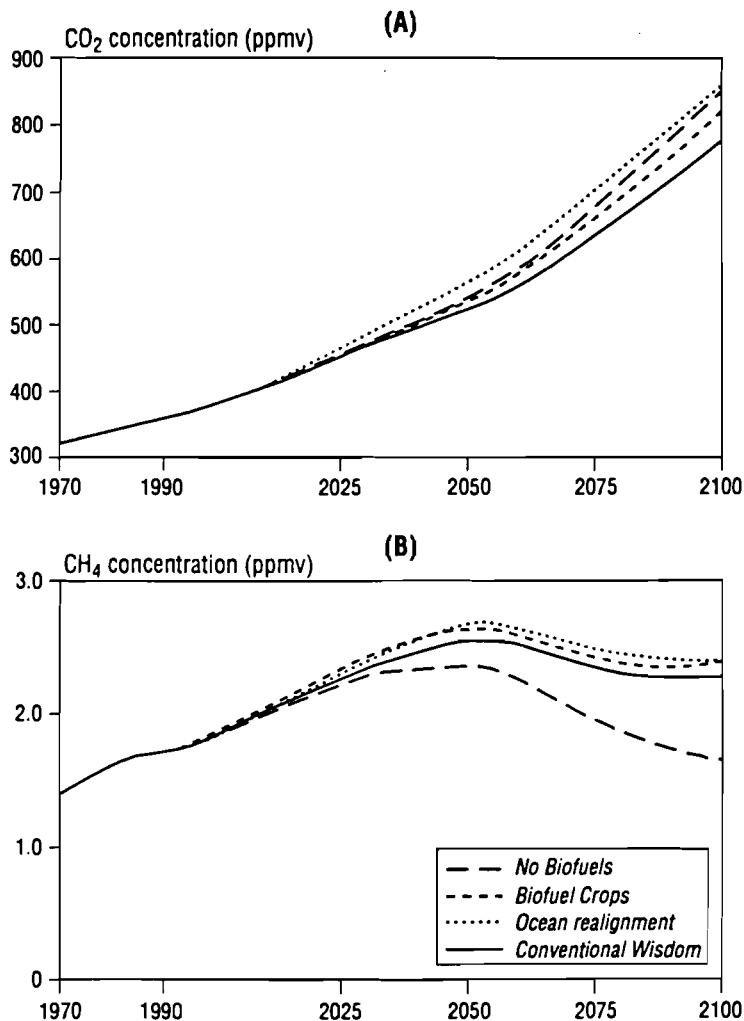 (A)
CO₂ concentration (ppmv)
900
800
700
600
500
400
300
1970 1990 2025 2050 2075 2100
(B)
CH₄ concentration (ppmv)
3.0
2.0
1.0
0
No Biofuels
Biofuel Crops
Ocean realignment
Conventional Wisdom
1970 1990 2025 2050 2075 2100